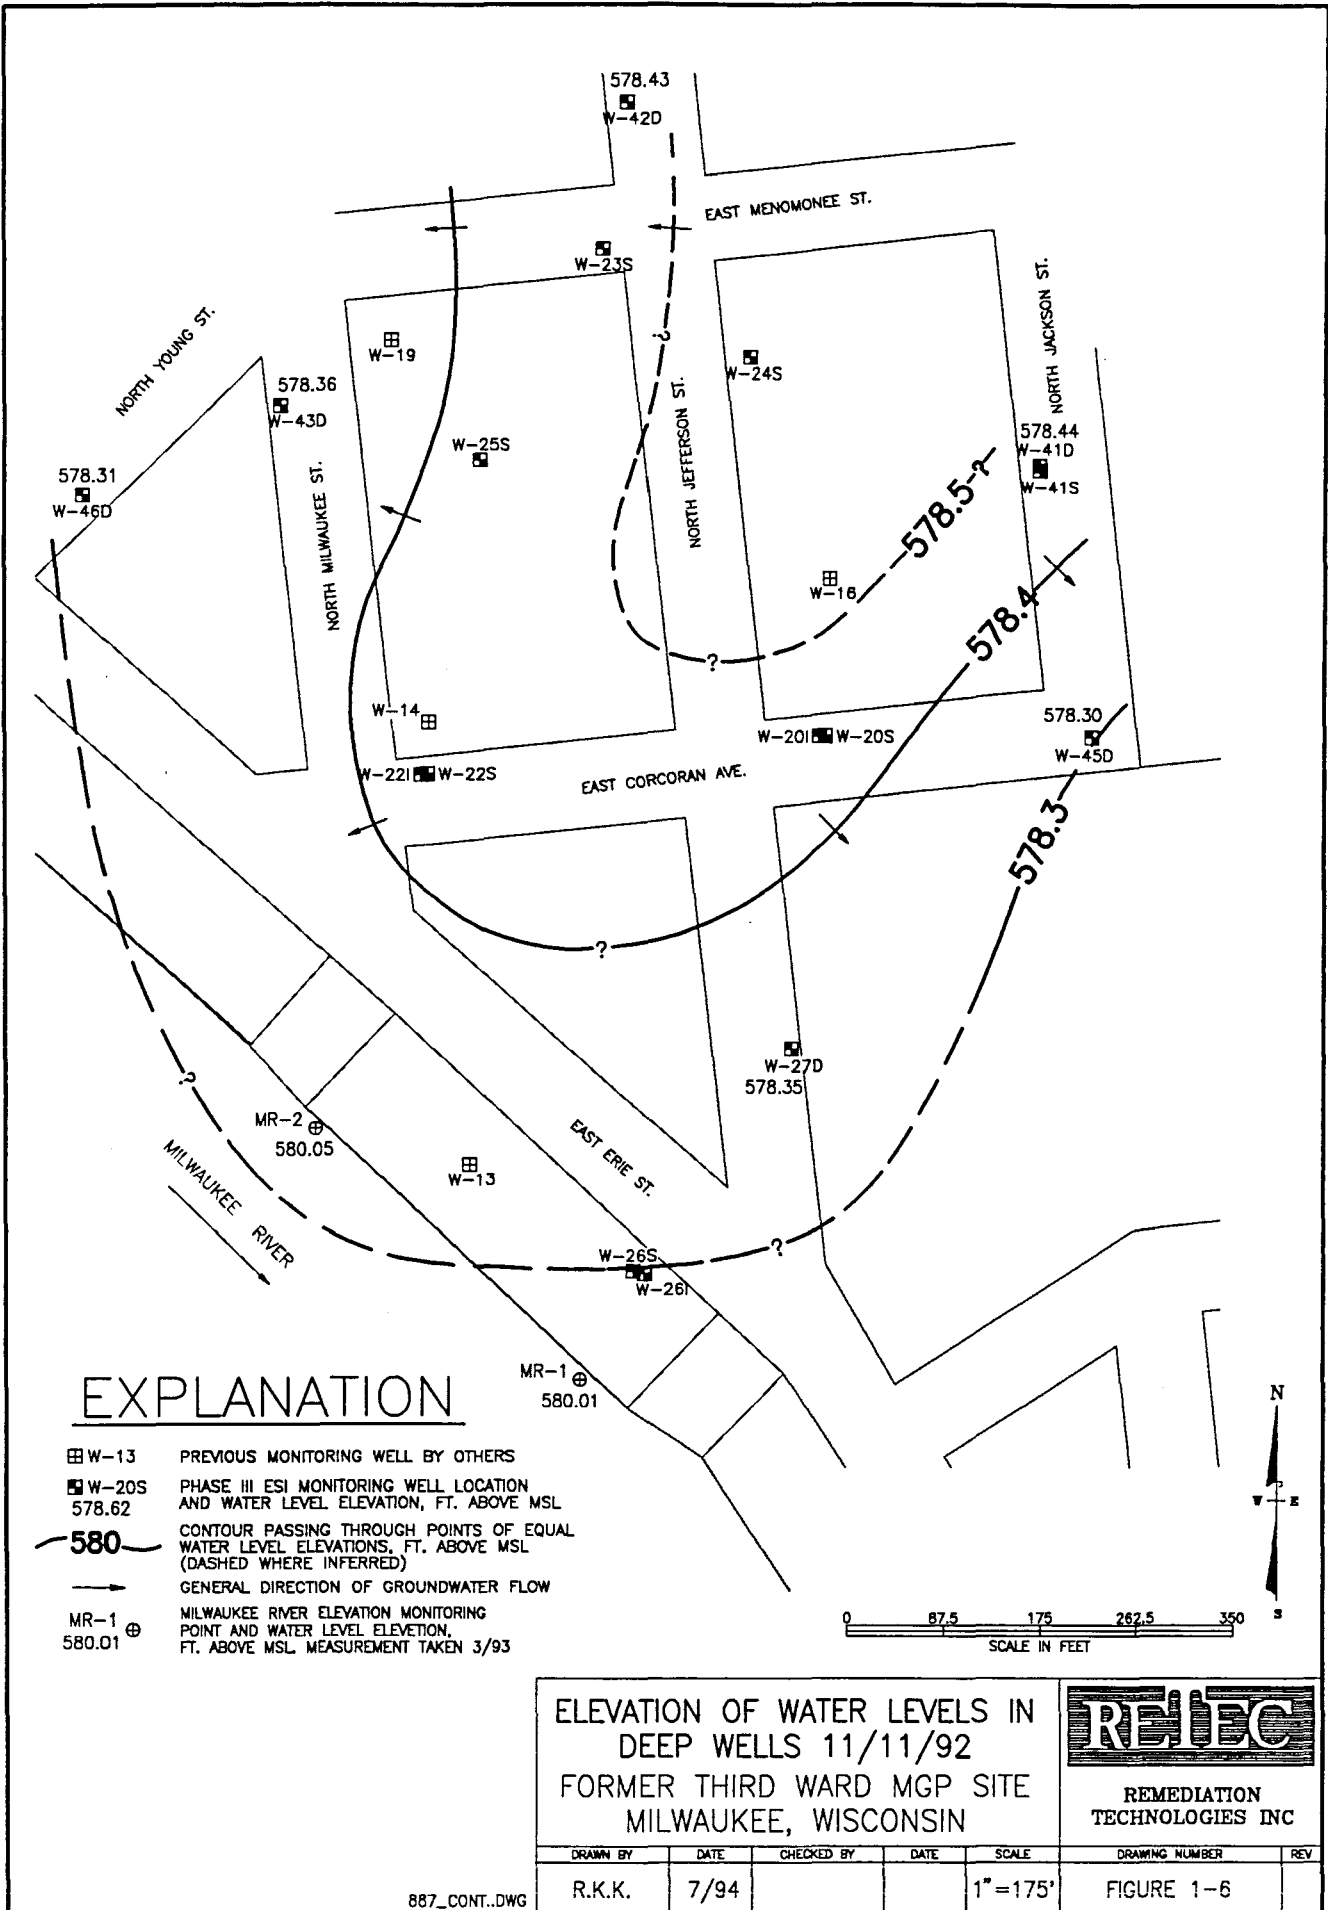 578.43
W-42D
EAST MENOMONEE ST.
W-23S
NORTH YOUNG ST.
W-19
?
W-24S
NORTH JACKSON ST.
578.36
W-43D
W-25S
NORTH JEFFERSON ST.
578.44
W-41D
W-41S
578.31
W-46D
NORTH MILWAUKEE ST.
578.5-?
W-16
578.4
?
W-14
W-20I W-20S
578.30
W-45D
W-22I W-22S
EAST CORCORAN AVE.
578.3
?
W-27D
578.35
?
MR-2
580.05
EAST ERIE ST.
W-13
MILWAUKEE RIVER
?
W-26S
W-26I
MR-1
580.01
EXPLANATION
W-13 PREVIOUS MONITORING WELL BY OTHERS
W-20S PHASE III ESI MONITORING WELL LOCATION
578.62 AND WATER LEVEL ELEVATION, FT. ABOVE MSL
580 CONTOUR PASSING THROUGH POINTS OF EQUAL
WATER LEVEL ELEVATIONS, FT. ABOVE MSL
(DASHED WHERE INFERRED)
GENERAL DIRECTION OF GROUNDWATER FLOW
MR-1 MILWAUKEE RIVER ELEVATION MONITORING
580.01 POINT AND WATER LEVEL ELEVETION,
FT. ABOVE MSL. MEASUREMENT TAKEN 3/93
N
W E
S
0 87.5 175 262.5 350
SCALE IN FEET
ELEVATION OF WATER LEVELS IN
DEEP WELLS 11/11/92
FORMER THIRD WARD MGP SITE
MILWAUKEE, WISCONSIN
RETEC
REMEDIATION
TECHNOLOGIES INC
DRAWN BY DATE CHECKED BY DATE SCALE DRAWING NUMBER REV
R.K.K. 7/94 1"=175' FIGURE 1-6
887_CONT..DWG